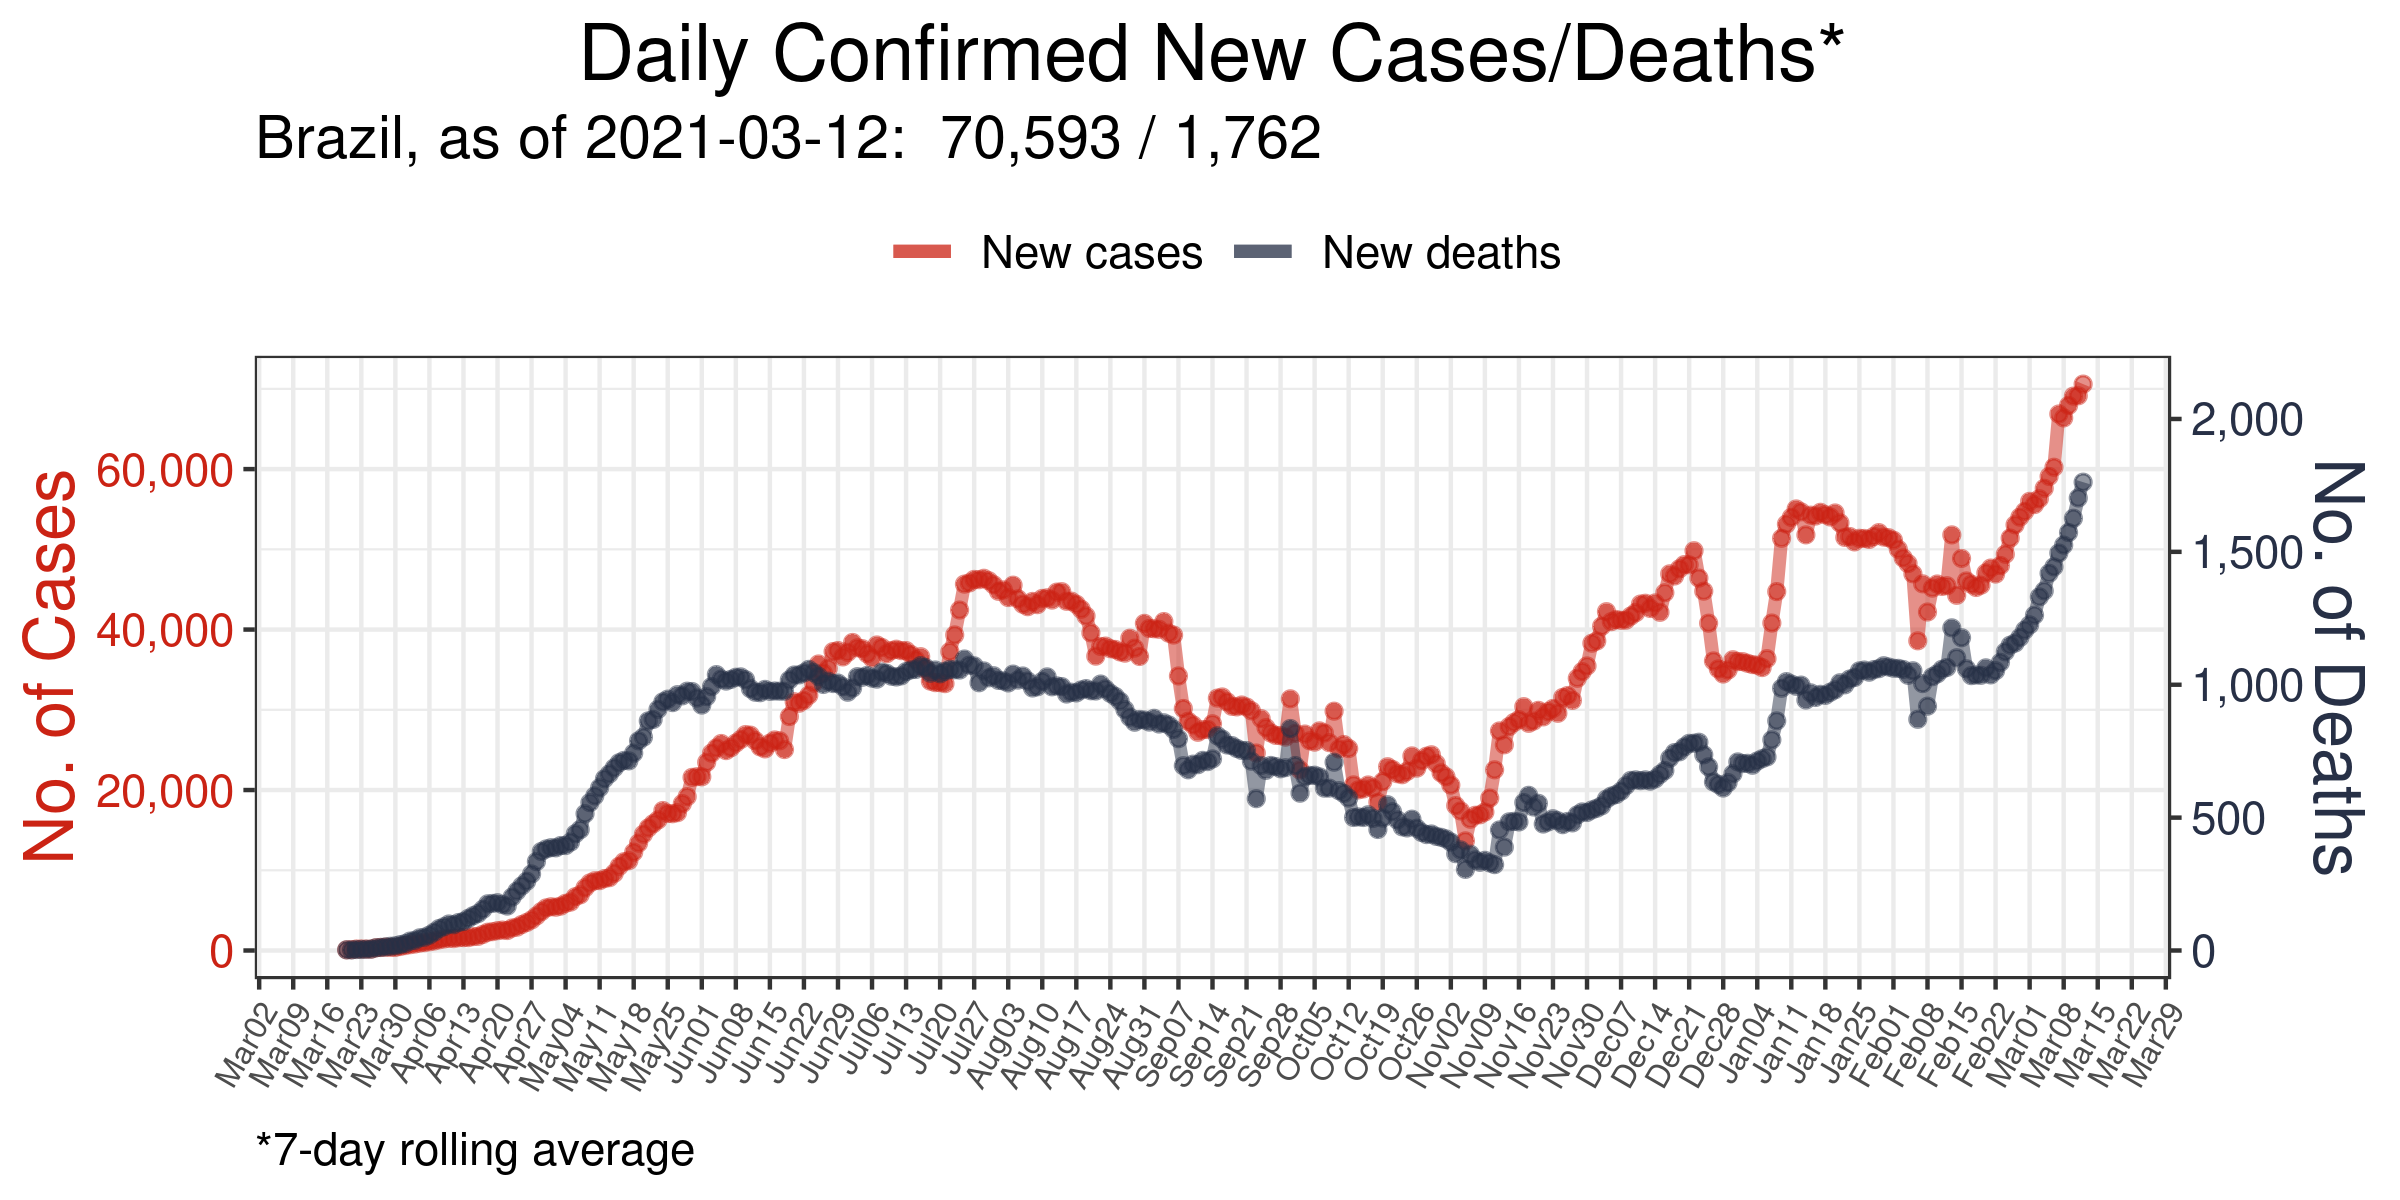 Daily Confirmed New Cases/Deaths*
Brazil, as of 2021-03-12:  70,593 / 1,762
New cases
New deaths
No. of Cases
60,000
40,000
20,000
0
2,000
1,500
1,000
500
0
No. of Deaths
Mar02
Mar09
Mar16
Mar23
Mar30
Apr06
Apr13
Apr20
Apr27
May04
May11
May18
May25
Jun01
Jun08
Jun15
Jun22
Jun29
Jul06
Jul13
Jul20
Jul27
Aug03
Aug10
Aug17
Aug24
Aug31
Sep07
Sep14
Sep21
Sep28
Oct05
Oct12
Oct19
Oct26
Nov02
Nov09
Nov16
Nov23
Nov30
Dec07
Dec14
Dec21
Dec28
Jan04
Jan11
Jan18
Jan25
Feb01
Feb08
Feb15
Feb22
Mar01
Mar08
Mar15
Mar22
Mar29
*7-day rolling average